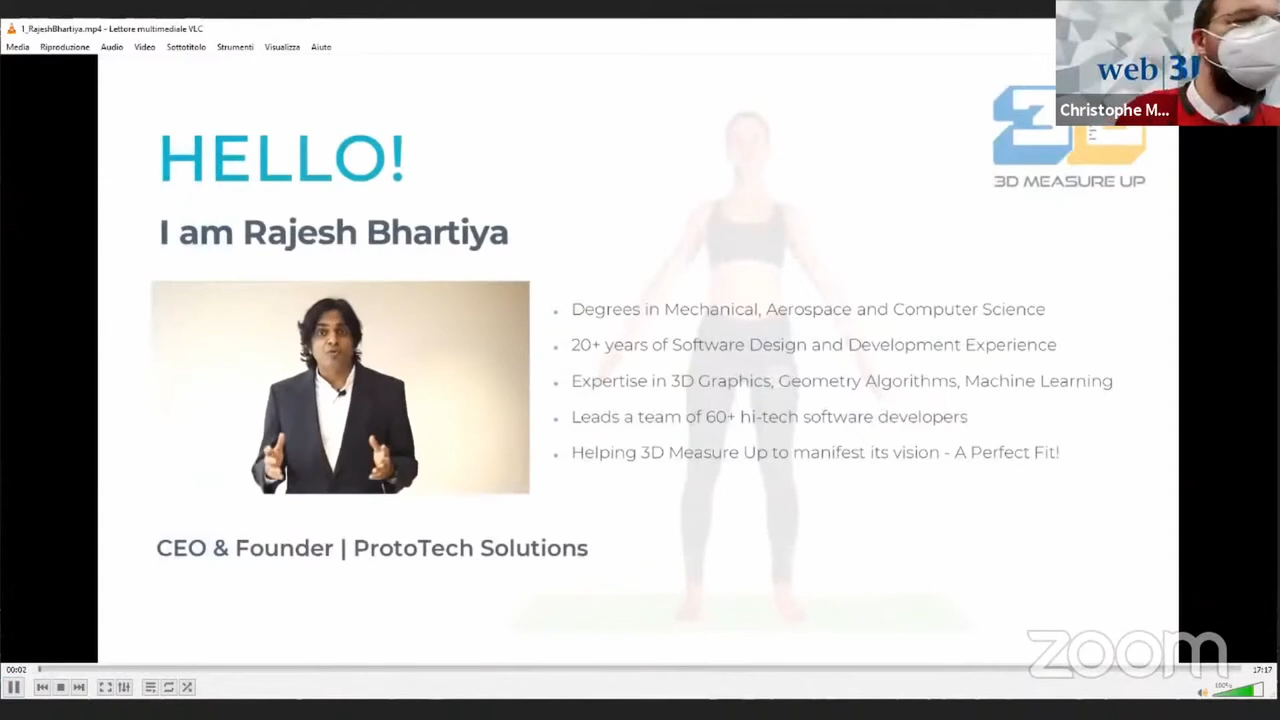 1_RajeshBhartiya.mp4 - Lettore multimediale VLC
Media Riproduzione Audio Video Sottotitolo Strumenti Visualizza Aiuto
web|3
Christophe M...
3D MEASURE UP
HELLO!
I am Rajesh Bhartiya
Degrees in Mechanical, Aerospace and Computer Science
20+ years of Software Design and Development Experience
Expertise in 3D Graphics, Geometry Algorithms, Machine Learning
Leads a team of 60+ hi-tech software developers
Helping 3D Measure Up to manifest its vision - A Perfect Fit!
CEO & Founder | ProtoTech Solutions
zoom
00:02
17:17
100%